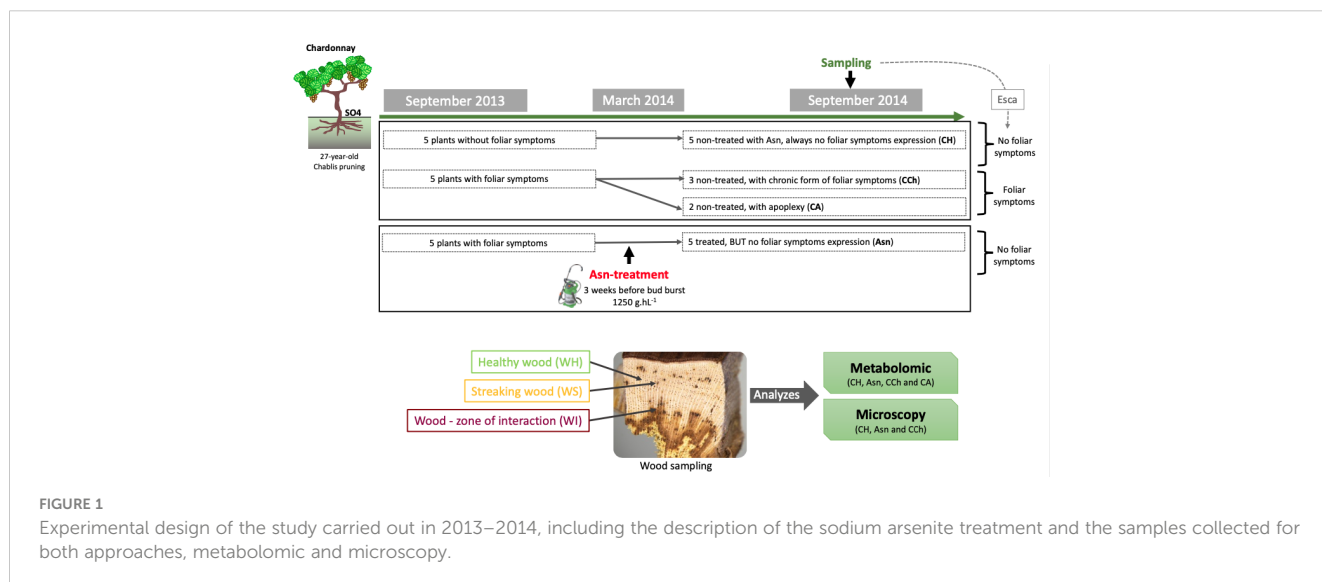 Chardonnay
SO4
27-year-old
Chablis pruning
Sampling
September 2013
March 2014
September 2014
Esca
5 plants without foliar symptoms
5 non-treated with Asn, always no foliar symptoms expression (CH)
No foliar
symptoms
5 plants with foliar symptoms
3 non-treated, with chronic form of foliar symptoms (CCh)
2 non-treated, with apoplexy (CA)
Foliar
symptoms
5 plants with foliar symptoms
5 treated, BUT no foliar symptoms expression (Asn)
No foliar
symptoms
Asn-treatment
3 weeks before bud burst
1250 g.hL⁻¹
Healthy wood (WH)
Streaking wood (WS)
Wood - zone of interaction (WI)
Wood sampling
Analyzes
Metabolomic
(CH, Asn, CCh and CA)
Microscopy
(CH, Asn and CCh)
FIGURE 1
Experimental design of the study carried out in 2013–2014, including the description of the sodium arsenite treatment and the samples collected for
both approaches, metabolomic and microscopy.